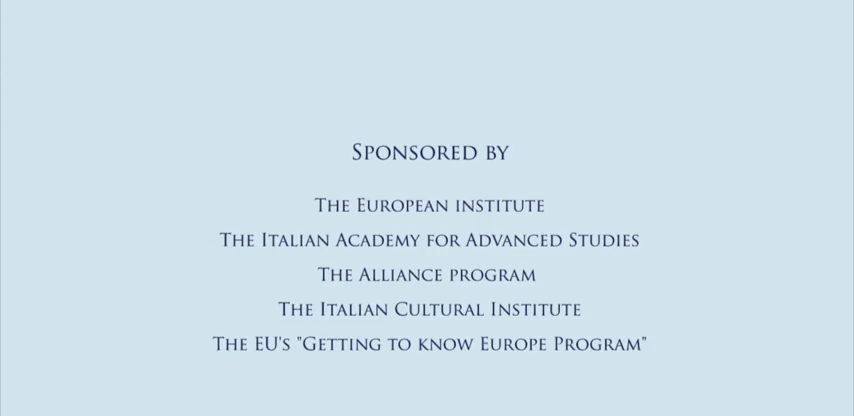 Sponsored by
The European institute
The Italian Academy for Advanced Studies
The Alliance program
The Italian Cultural Institute
The EU's "Getting to know Europe Program"